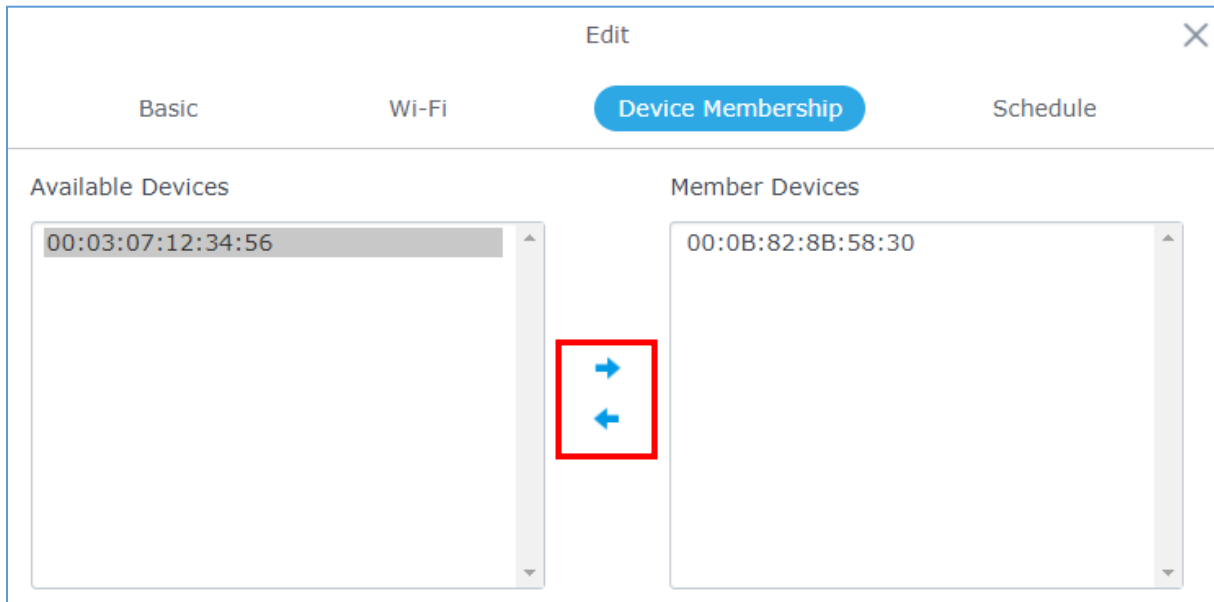 Edit
Basic Wi-Fi Device Membership Schedule
Available Devices Member Devices
00:03:07:12:34:56 00:0B:82:8B:58:30